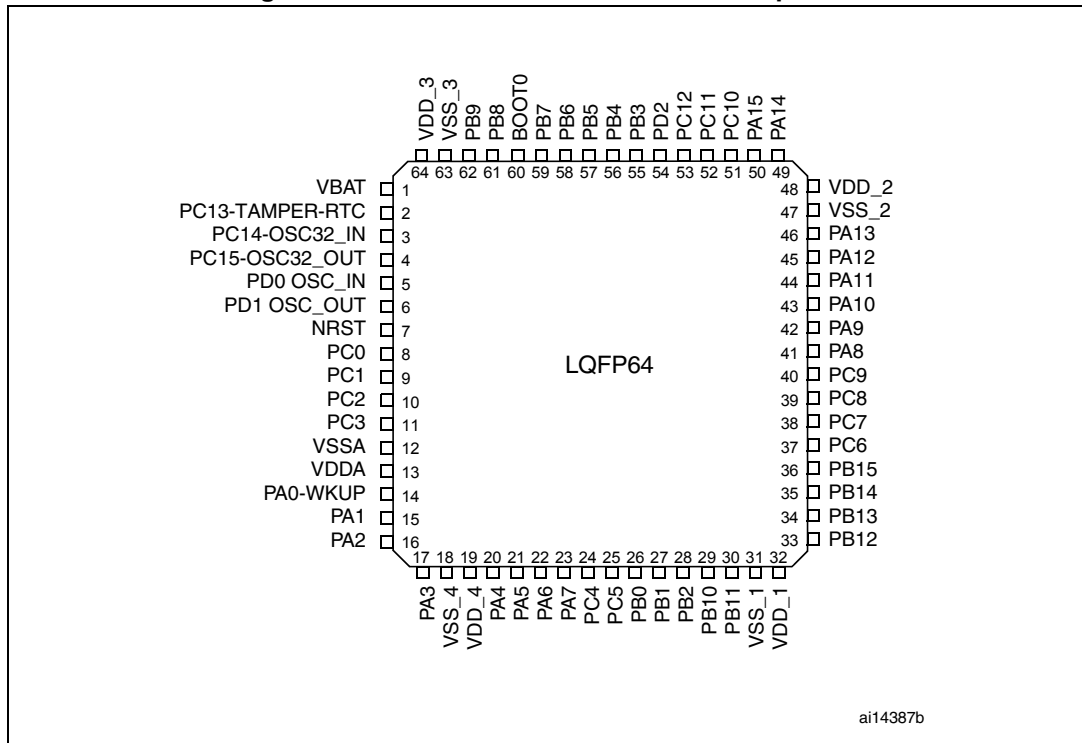 VDD_3
VSS_3
PB9
PB8
BOOT0
PB7
PB6
PB5
PB4
PB3
PD2
PC12
PC11
PC10
PA15
PA14
64 63 62 61 60 59 58 57 56 55 54 53 52 51 50 49
VBAT 1
PC13-TAMPER-RTC 2
PC14-OSC32_IN 3
PC15-OSC32_OUT 4
PD0 OSC_IN 5
PD1 OSC_OUT 6
NRST 7
PC0 8
PC1 9
PC2 10
PC3 11
VSSA 12
VDDA 13
PA0-WKUP 14
PA1 15
PA2 16
LQFP64
48 VDD_2
47 VSS_2
46 PA13
45 PA12
44 PA11
43 PA10
42 PA9
41 PA8
40 PC9
39 PC8
38 PC7
37 PC6
36 PB15
35 PB14
34 PB13
33 PB12
17 18 19 20 21 22 23 24 25 26 27 28 29 30 31 32
PA3
VSS_4
VDD_4
PA4
PA5
PA6
PA7
PC4
PC5
PB0
PB1
PB2
PB10
PB11
VSS_1
VDD_1
ai14387b